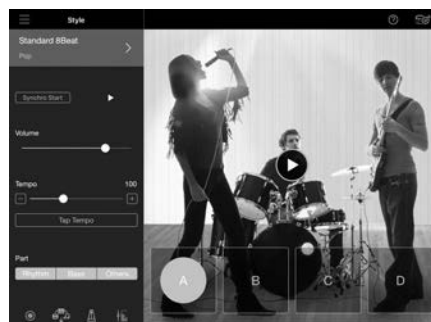 Style
Standard 8Beat
Pop
Synchro Start
Volume
Tempo 100
Tap Tempo
Part
Rhythm Bass Others
A B C D